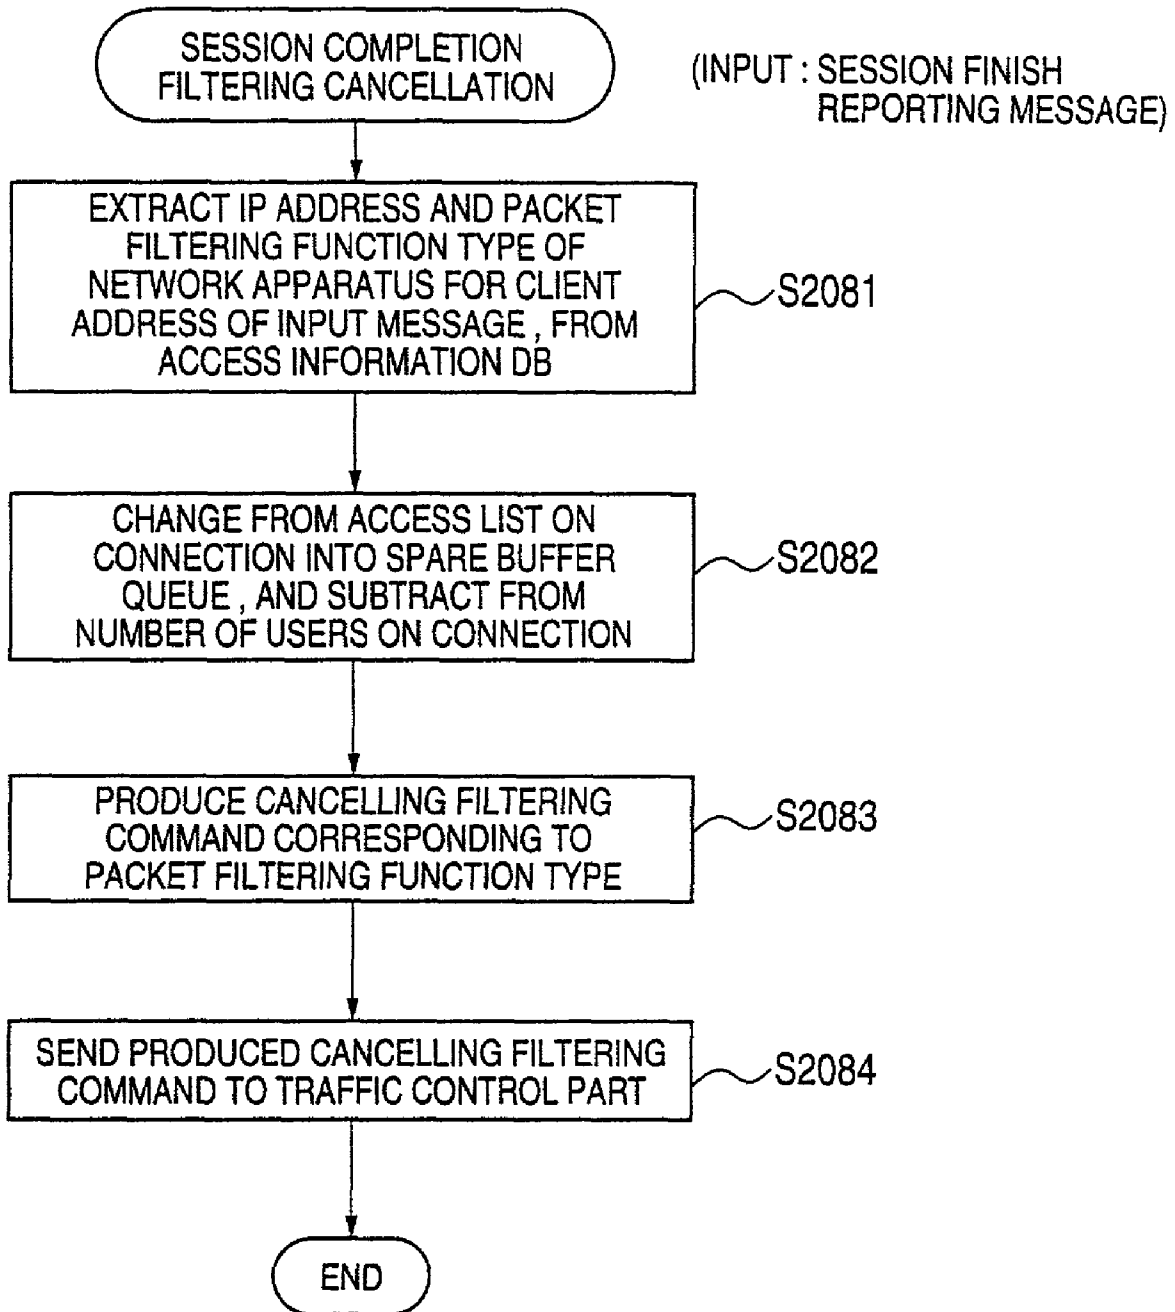 SESSION COMPLETION
FILTERING CANCELLATION
(INPUT : SESSION FINISH
REPORTING MESSAGE)
EXTRACT IP ADDRESS AND PACKET
FILTERING FUNCTION TYPE OF
NETWORK APPARATUS FOR CLIENT
ADDRESS OF INPUT MESSAGE , FROM
ACCESS INFORMATION DB
S2081
CHANGE FROM ACCESS LIST ON
CONNECTION INTO SPARE BUFFER
QUEUE , AND SUBTRACT FROM
NUMBER OF USERS ON CONNECTION
S2082
PRODUCE CANCELLING FILTERING
COMMAND CORRESPONDING TO
PACKET FILTERING FUNCTION TYPE
S2083
SEND PRODUCED CANCELLING FILTERING
COMMAND TO TRAFFIC CONTROL PART
S2084
END